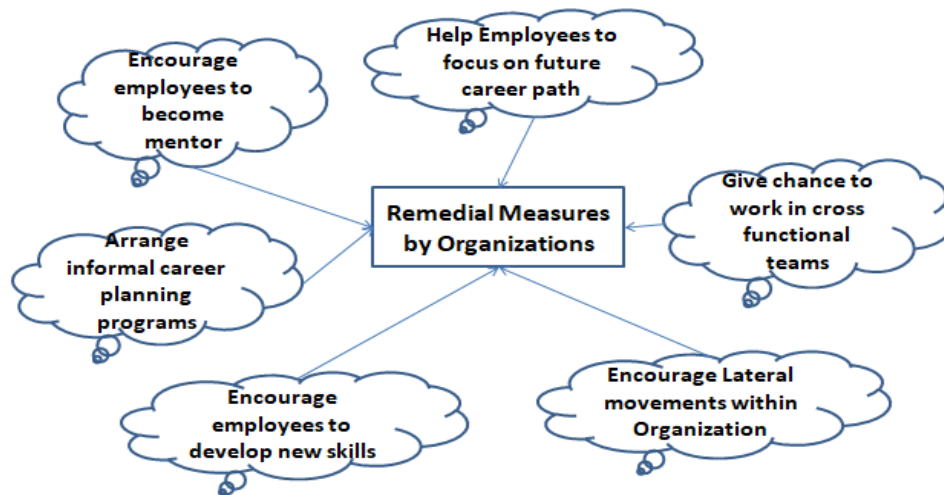 Encourage
employees to
become
mentor
Help Employees to
focus on future
career path
Give chance to
work in cross
functional
teams
Remedial Measures
by Organizations
Arrange
informal career
planning
programs
Encourage
employees to
develop new skills
Encourage Lateral
movements within
Organization